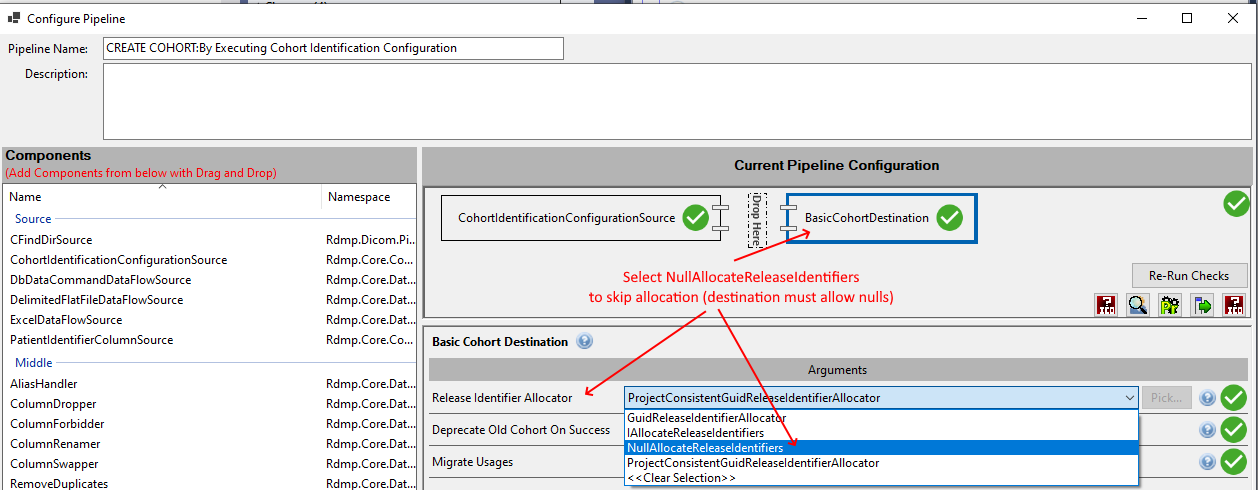 Configure Pipeline
Pipeline Name: CREATE COHORT:By Executing Cohort Identification Configuration
Description:
Components
(Add Components from below with Drag and Drop)
Name Namespace
Source
CFindDirSource Rdmp.Dicom.Pi...
CohortIdentificationConfigurationSource Rdmp.Core.Co...
DbDataCommandDataFlowSource Rdmp.Core.Dat...
DelimitedFlatFileDataFlowSource Rdmp.Core.Dat...
ExcelDataFlowSource Rdmp.Core.Dat...
PatientIdentifierColumnSource Rdmp.Core.Co...
Middle
AliasHandler Rdmp.Core.Dat...
ColumnDropper Rdmp.Core.Dat...
ColumnForbidder Rdmp.Core.Dat...
ColumnRenamer Rdmp.Core.Dat...
ColumnSwapper Rdmp.Core.Dat...
RemoveDuplicates Rdmp.Core.Dat...
Current Pipeline Configuration
CohortIdentificationConfigurationSource
Drop Here
BasicCohortDestination
Select NullAllocateReleaseIdentifiers
to skip allocation (destination must allow nulls)
Re-Run Checks
Basic Cohort Destination
Arguments
Release Identifier Allocator ProjectConsistentGuidReleaseIdentifierAllocator Pick...
GuidReleaseIdentifierAllocator
Deprecate Old Cohort On Success IAllocateReleaseIdentifiers
NullAllocateReleaseIdentifiers
Migrate Usages ProjectConsistentGuidReleaseIdentifierAllocator
<<Clear Selection>>